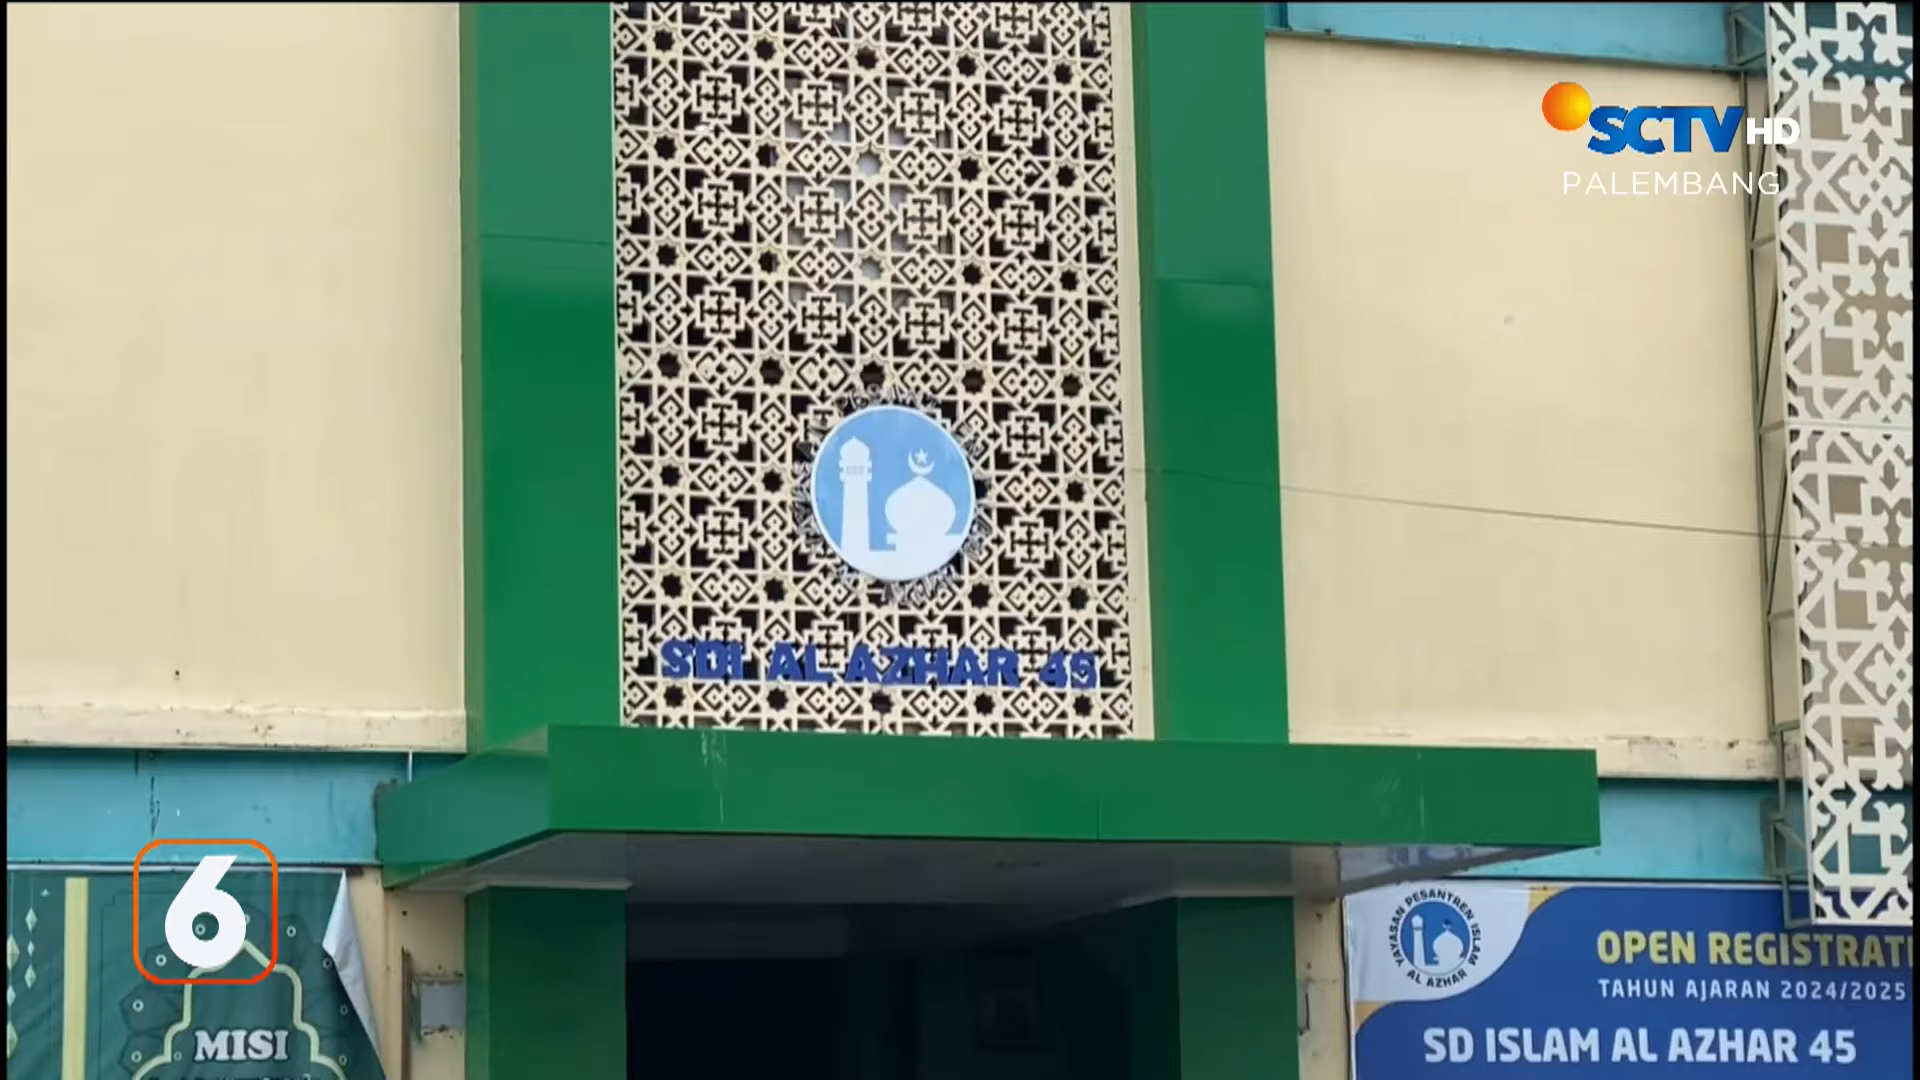 SCTV HD
PALEMBANG
SDI AL AZHAR 45
6
MISI
YAYASAN PESANTREN ISLAM
AL AZHAR
OPEN REGISTRATI
TAHUN AJARAN 2024/2025
SD ISLAM AL AZHAR 45